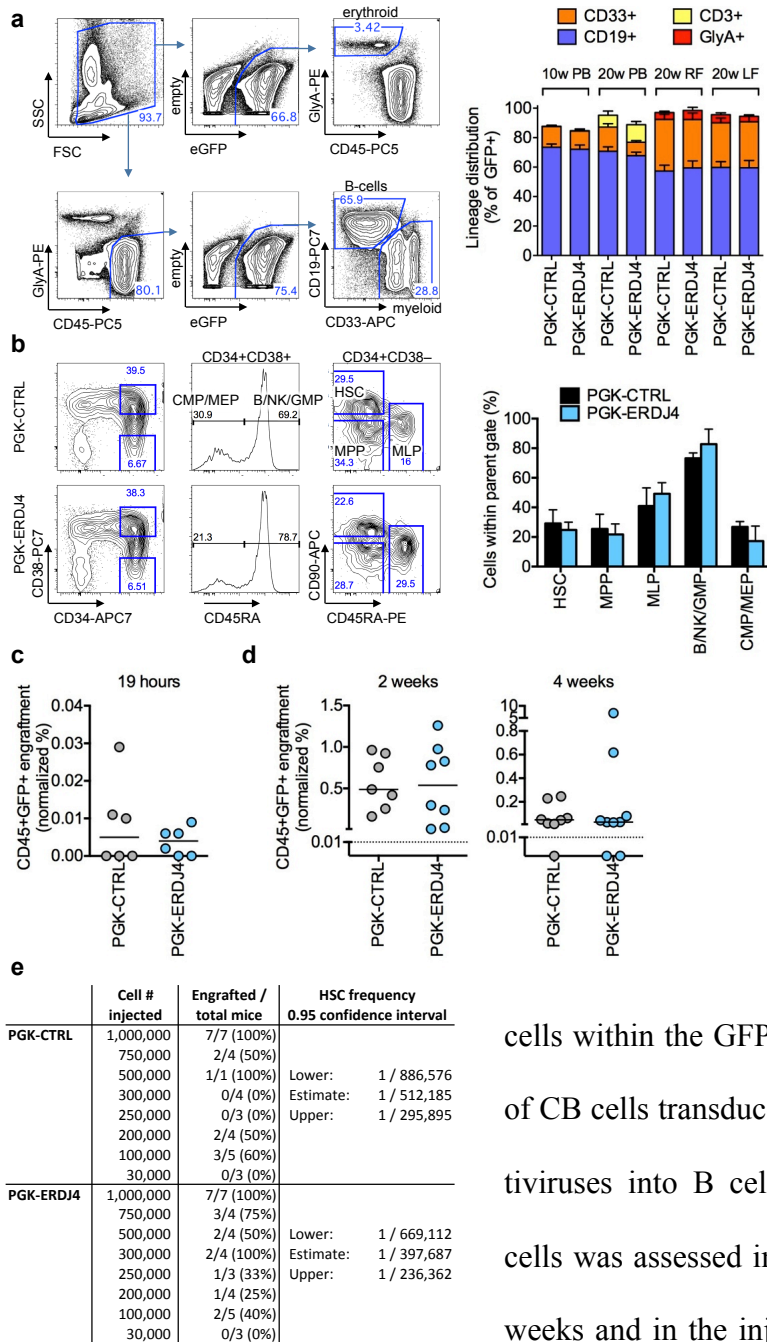 a
erythroid
3.42
SSC
93.7
FSC
empty
66.8
eGFP
GlyA-PE
CD45-PC5
GlyA-PE
80.1
CD45-PC5
empty
75.4
eGFP
B-cells
65.9
CD19-PC7
28.8
myeloid
CD33-APC
CD33+
CD3+
CD19+
GlyA+
10w PB
20w PB
20w RF
20w LF
Lineage distribution
(% of GFP+)
100
80
60
40
20
0
PGK-CTRL
PGK-ERDJ4
PGK-CTRL
PGK-ERDJ4
PGK-CTRL
PGK-ERDJ4
PGK-CTRL
PGK-ERDJ4
b
CD34+CD38+
CD34+CD38–
PGK-CTRL
39.5
6.67
CMP/MEP
30.9
B/NK/GMP
69.2
29.5
HSC
MPP
34.3
MLP
16
PGK-ERDJ4
CD38-PC7
38.3
6.51
CD34-APC7
21.3
78.7
CD45RA
CD90-APC
22.6
28.7
29.5
CD45RA-PE
PGK-CTRL
PGK-ERDJ4
Cells within parent gate (%)
100
80
60
40
20
0
HSC
MPP
MLP
B/NK/GMP
CMP/MEP
c
19 hours
CD45+GFP+ engraftment
(normalized %)
0.04
0.03
0.02
0.01
0.00
PGK-CTRL
PGK-ERDJ4
d
2 weeks
CD45+GFP+ engraftment
(normalized %)
1.5
1.0
0.5
0.01
PGK-CTRL
PGK-ERDJ4
4 weeks
10
5
0.8
0.6
0.4
0.2
0.01
PGK-CTRL
PGK-ERDJ4
e
Cell # injected Engrafted / total mice HSC frequency 0.95 confidence interval
PGK-CTRL 1,000,000 7/7 (100%)
750,000 2/4 (50%)
500,000 1/1 (100%) Lower: 1 / 886,576
300,000 0/4 (0%) Estimate: 1 / 512,185
250,000 0/3 (0%) Upper: 1 / 295,895
200,000 2/4 (50%)
100,000 3/5 (60%)
30,000 0/3 (0%)
PGK-ERDJ4 1,000,000 7/7 (100%)
750,000 3/4 (75%)
500,000 2/4 (50%) Lower: 1 / 669,112
300,000 2/4 (100%) Estimate: 1 / 397,687
250,000 1/3 (33%) Upper: 1 / 236,362
200,000 1/4 (25%)
100,000 2/5 (40%)
30,000 0/3 (0%)
cells within the GFP
of CB cells transduc
tiviruses into B cel
cells was assessed in
weeks and in the ini